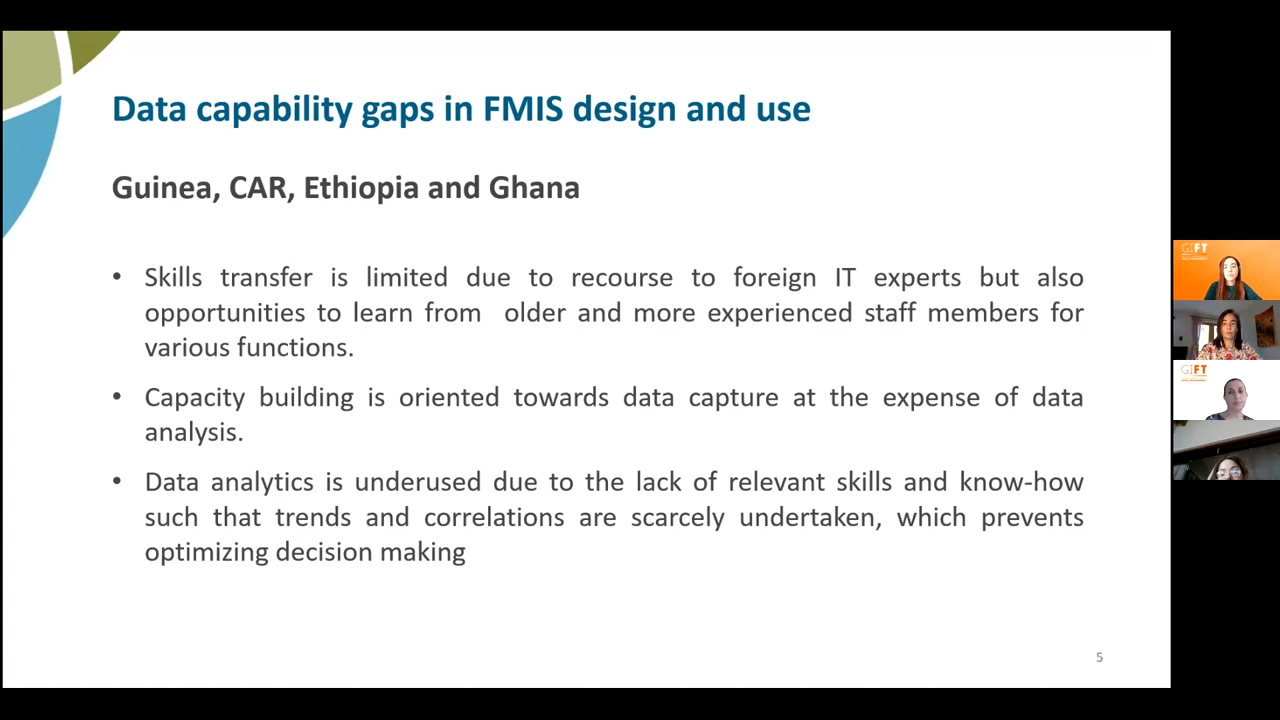 Data capability gaps in FMIS design and use
Guinea, CAR, Ethiopia and Ghana
• Skills transfer is limited due to recourse to foreign IT experts but also
opportunities to learn from older and more experienced staff members for
various functions.
• Capacity building is oriented towards data capture at the expense of data
analysis.
• Data analytics is underused due to the lack of relevant skills and know-how
such that trends and correlations are scarcely undertaken, which prevents
optimizing decision making
5
GIFT
GIFT